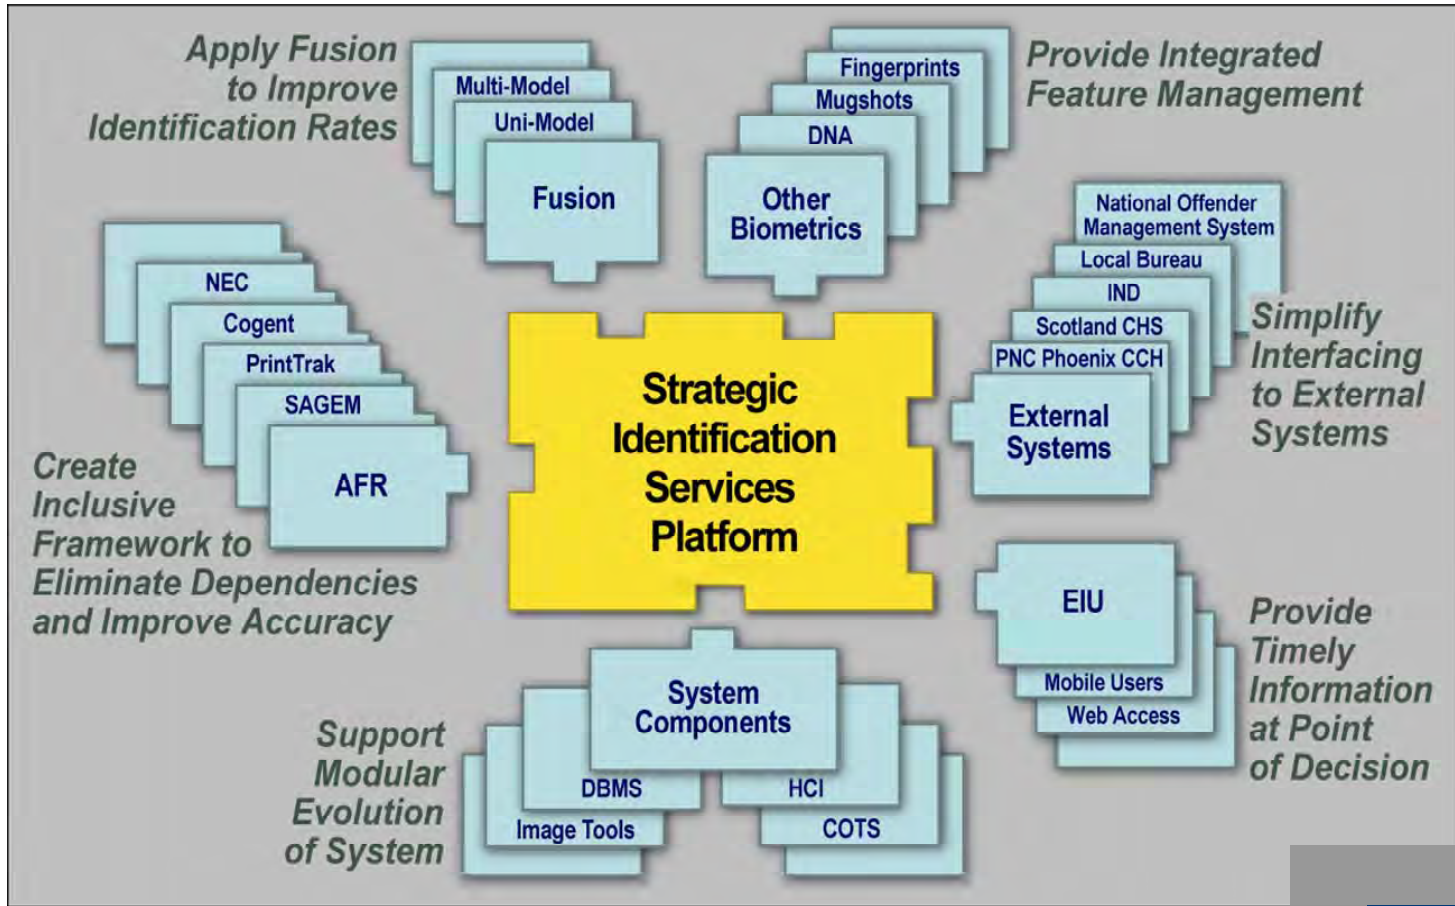 Apply Fusion
to Improve
Identification Rates
Multi-Model
Uni-Model
Fusion
Fingerprints
Mugshots
DNA
Other
Biometrics
Provide Integrated
Feature Management
National Offender
Management System
Local Bureau
IND
Scotland CHS
PNC Phoenix CCH
External
Systems
Simplify
Interfacing
to External
Systems
NEC
Cogent
PrintTrak
SAGEM
AFR
Create
Inclusive
Framework to
Eliminate Dependencies
and Improve Accuracy
Strategic
Identification
Services
Platform
EIU
Mobile Users
Web Access
Provide
Timely
Information
at Point
of Decision
System
Components
DBMS
HCI
Image Tools
COTS
Support
Modular
Evolution
of System